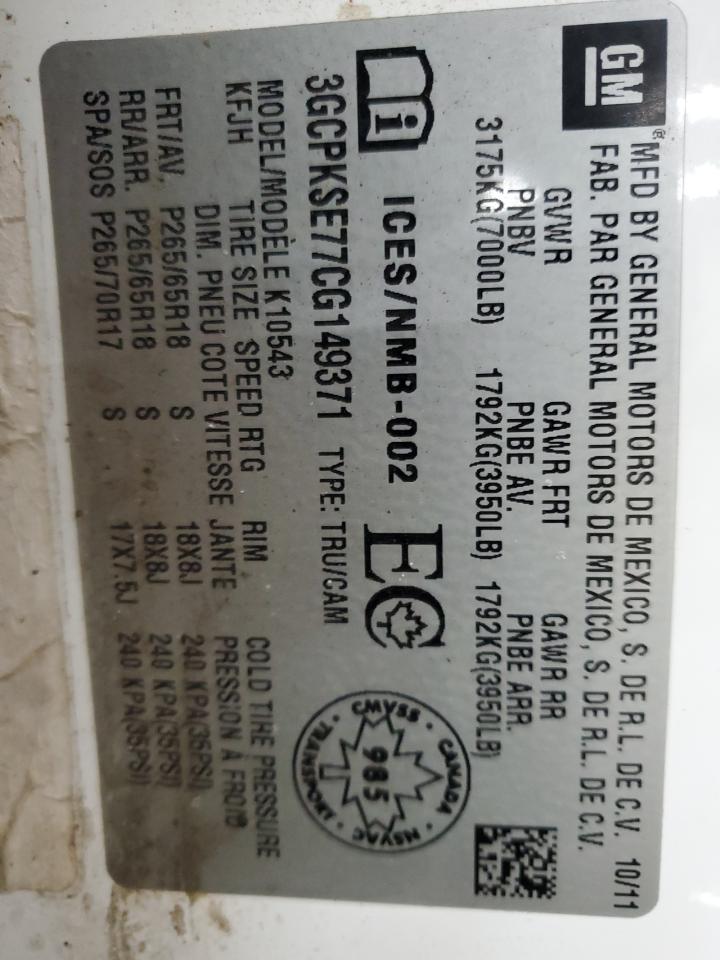 GM
MFD BY GENERAL MOTORS DE MEXICO, S. DE R.L. DE C.V. 10/11
FAB. PAR GENERAL MOTORS DE MEXICO, S. DE R.L. DE C.V.
GVWR GAWR FRT GAWR RR
PNBV PNBE AV. PNBE ARR.
3175KG(7000LB) 1792KG(3950LB) 1792KG(3950LB)
ICES/NMB-002 EC
3GCPKSE77CG149371 TYPE: TRU/CAM
CANADA • CMVSS • TRANSPORT • NSVAC •
985
MODEL/MODÈLE K10543
KFJH TIRE SIZE SPEED RTG RIM COLD TIRE PRESSURE
DIM. PNEU COTE VITESSE JANTE PRESSION À FROID
FRT/AV. P265/65R18 S 18X8J 240 KPA(35PSI)
RR/ARR. P265/65R18 S 18X8J 240 KPA(35PSI)
SPA/SOS P265/70R17 S 17X7.5J 240 KPA(35PSI)